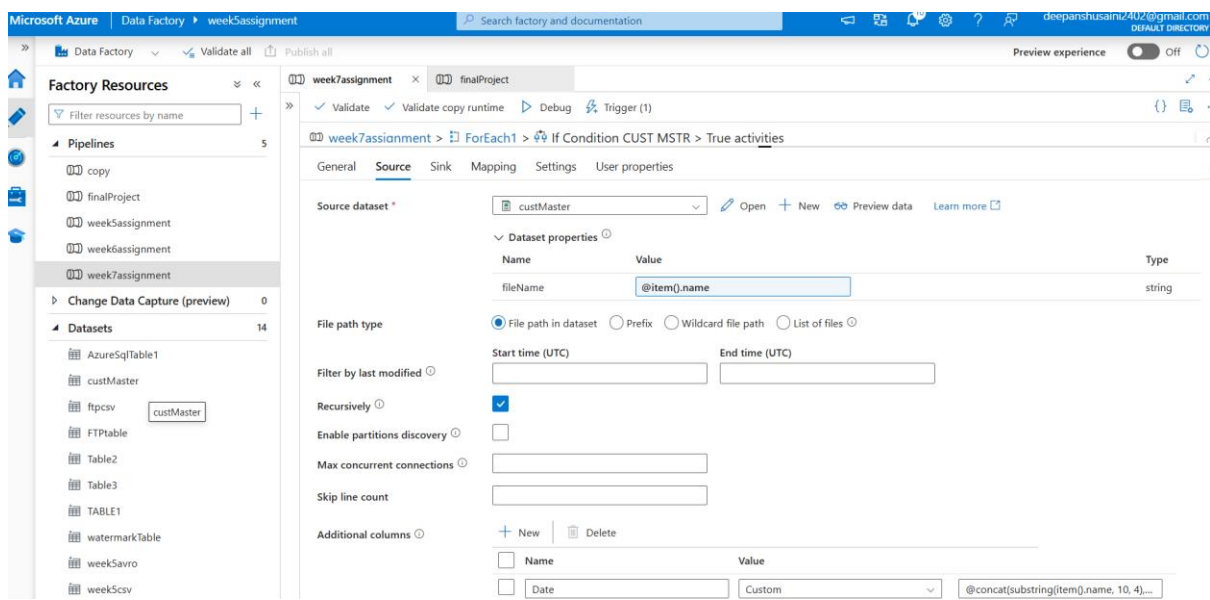 Microsoft Azure | Data Factory ▸ week5assignment
Search factory and documentation
deepanshusaini2402@gmail.com
DEFAULT DIRECTORY
Data Factory
Validate all
Publish all
Preview experience
Off
Factory Resources
Filter resources by name
Pipelines 5
copy
finalProject
week5assignment
week6assignment
week7assignment
Change Data Capture (preview) 0
Datasets 14
AzureSqlTable1
custMaster
ftpcsv
custMaster
FTPtable
Table2
Table3
TABLE1
watermarkTable
week5avro
week5csv
week7assignment
finalProject
Validate
Validate copy runtime
Debug
Trigger (1)
week7assignment > ForEach1 > If Condition CUST MSTR > True activities
General Source Sink Mapping Settings User properties
Source dataset *
custMaster
Open
New
Preview data
Learn more
Dataset properties
Name Value Type
fileName @item().name string
File path type
File path in dataset
Prefix
Wildcard file path
List of files
Start time (UTC) End time (UTC)
Filter by last modified
Recursively
Enable partitions discovery
Max concurrent connections
Skip line count
Additional columns
New
Delete
Name Value
Date Custom @concat(substring(item().name, 10, 4),...